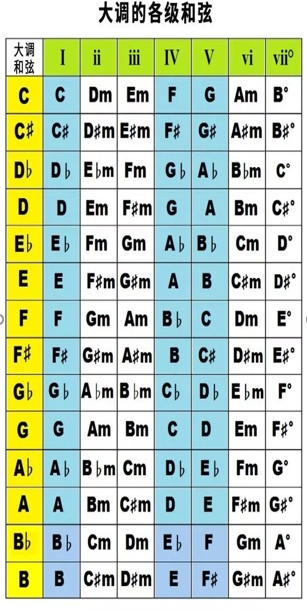 大调的各级和弦
大调和弦 I ii iii IV V vi vii°
C C Dm Em F G Am B°
C♯ C♯ D♯m E♯m F♯ G♯ A♯m B♯°
D♭ D♭ E♭m Fm G♭ A♭ B♭m C°
D D Em F♯m G A Bm C♯°
E♭ E♭ Fm Gm A♭ B♭ Cm D°
E E F♯m G♯m A B C♯m D♯°
F F Gm Am B♭ C Dm E°
F♯ F♯ G♯m A♯m B C♯ D♯m E♯°
G♭ G♭ A♭m B♭m C♭ D♭ E♭m F°
G G Am Bm C D Em F♯°
A♭ A♭ B♭m Cm D♭ E♭ Fm G°
A A Bm C♯m D E F♯m G♯°
B♭ B♭ Cm Dm E♭ F Gm A°
B B C♯m D♯m E F♯ G♯m A♯°